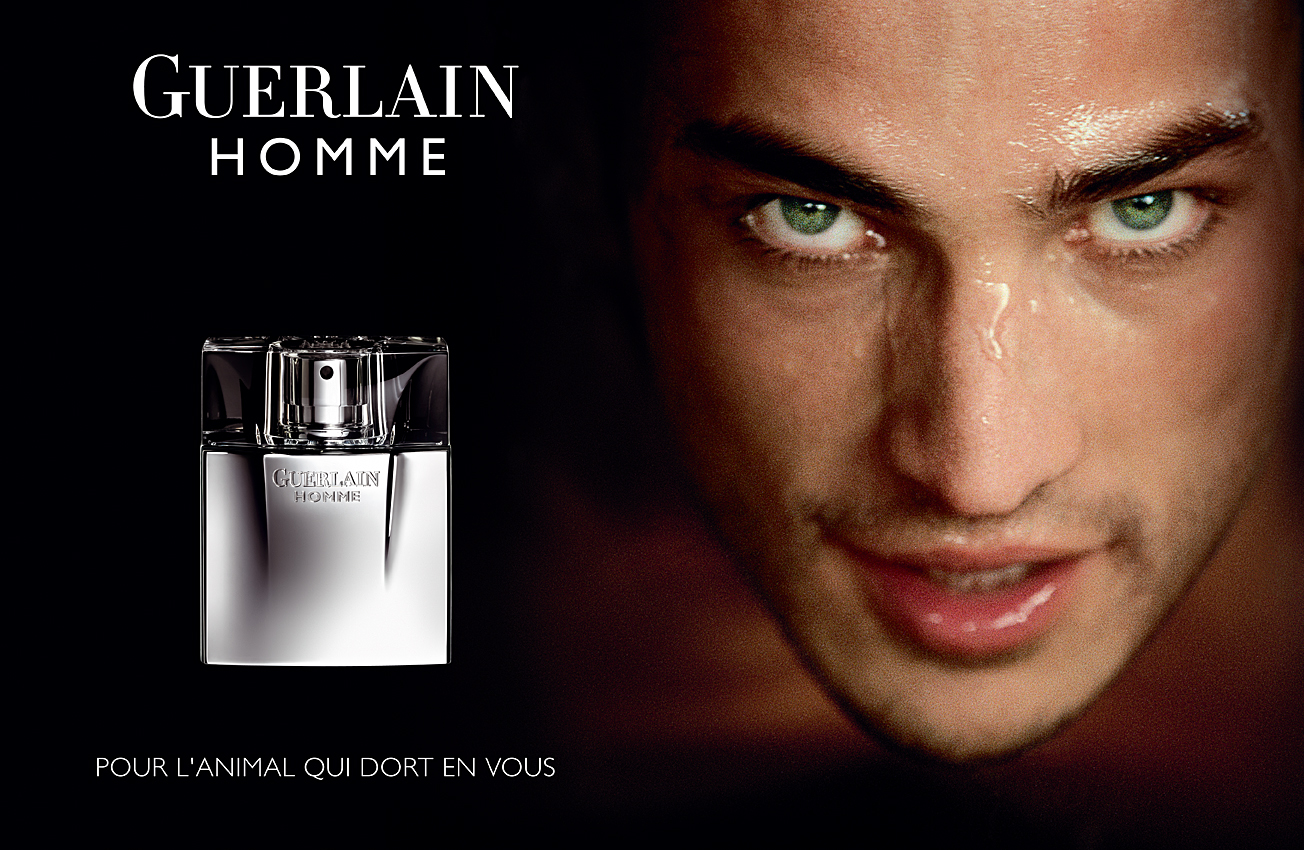 GUERLAIN
HOMME
GUERLAIN
HOMME
POUR L'ANIMAL QUI DORT EN VOUS